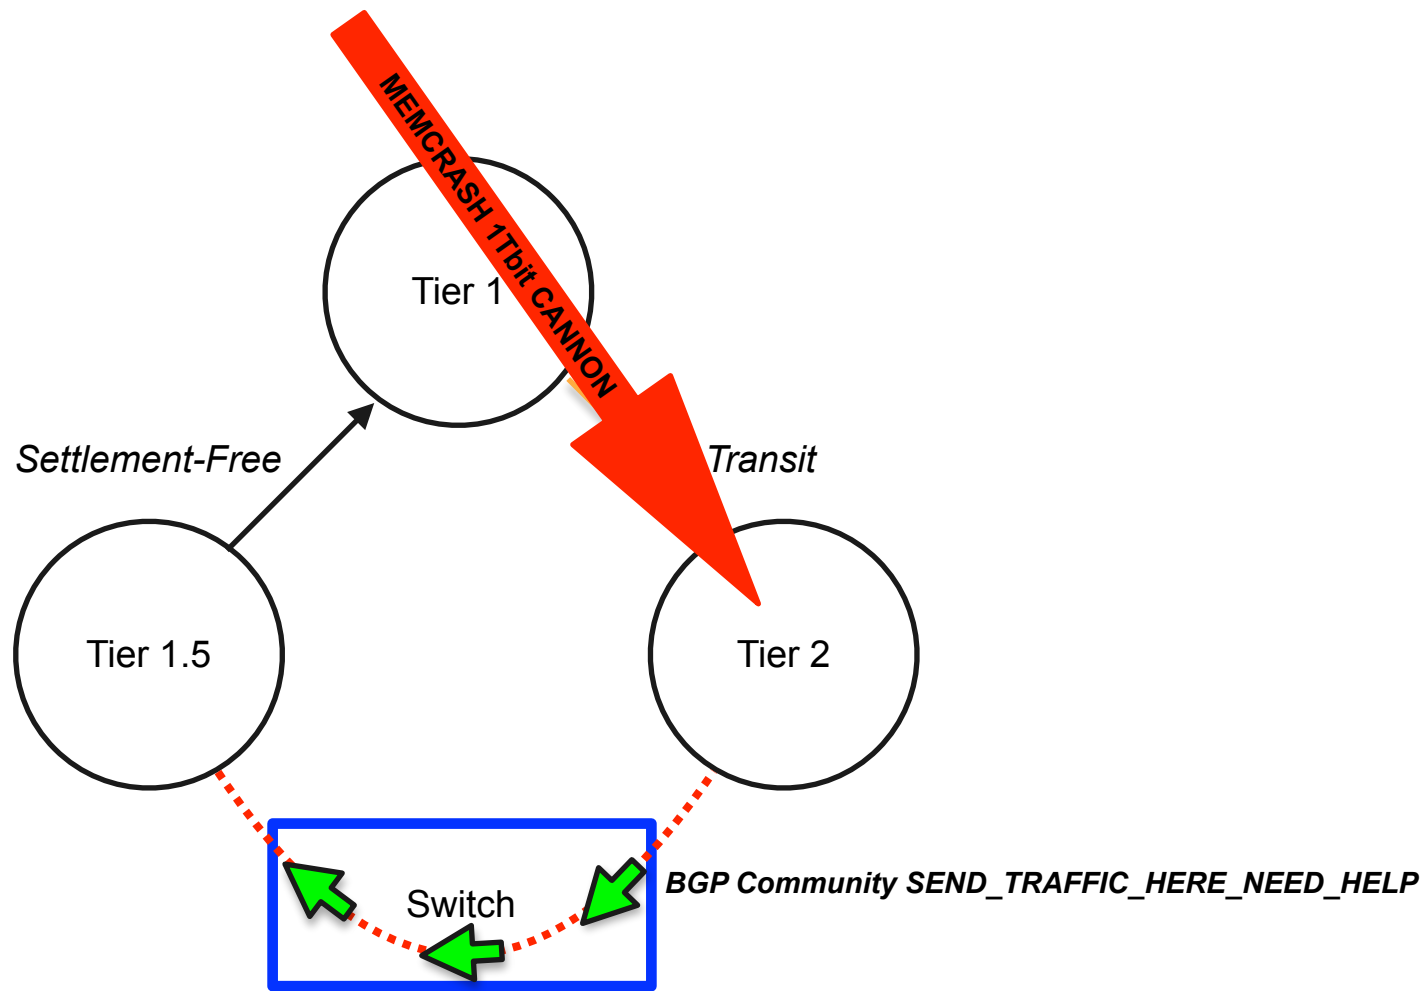 MEMCRASH 1Tbit CANNON
Tier 1
Settlement-Free
Transit
Tier 1.5
Tier 2
BGP Community SEND_TRAFFIC_HERE_NEED_HELP
Switch